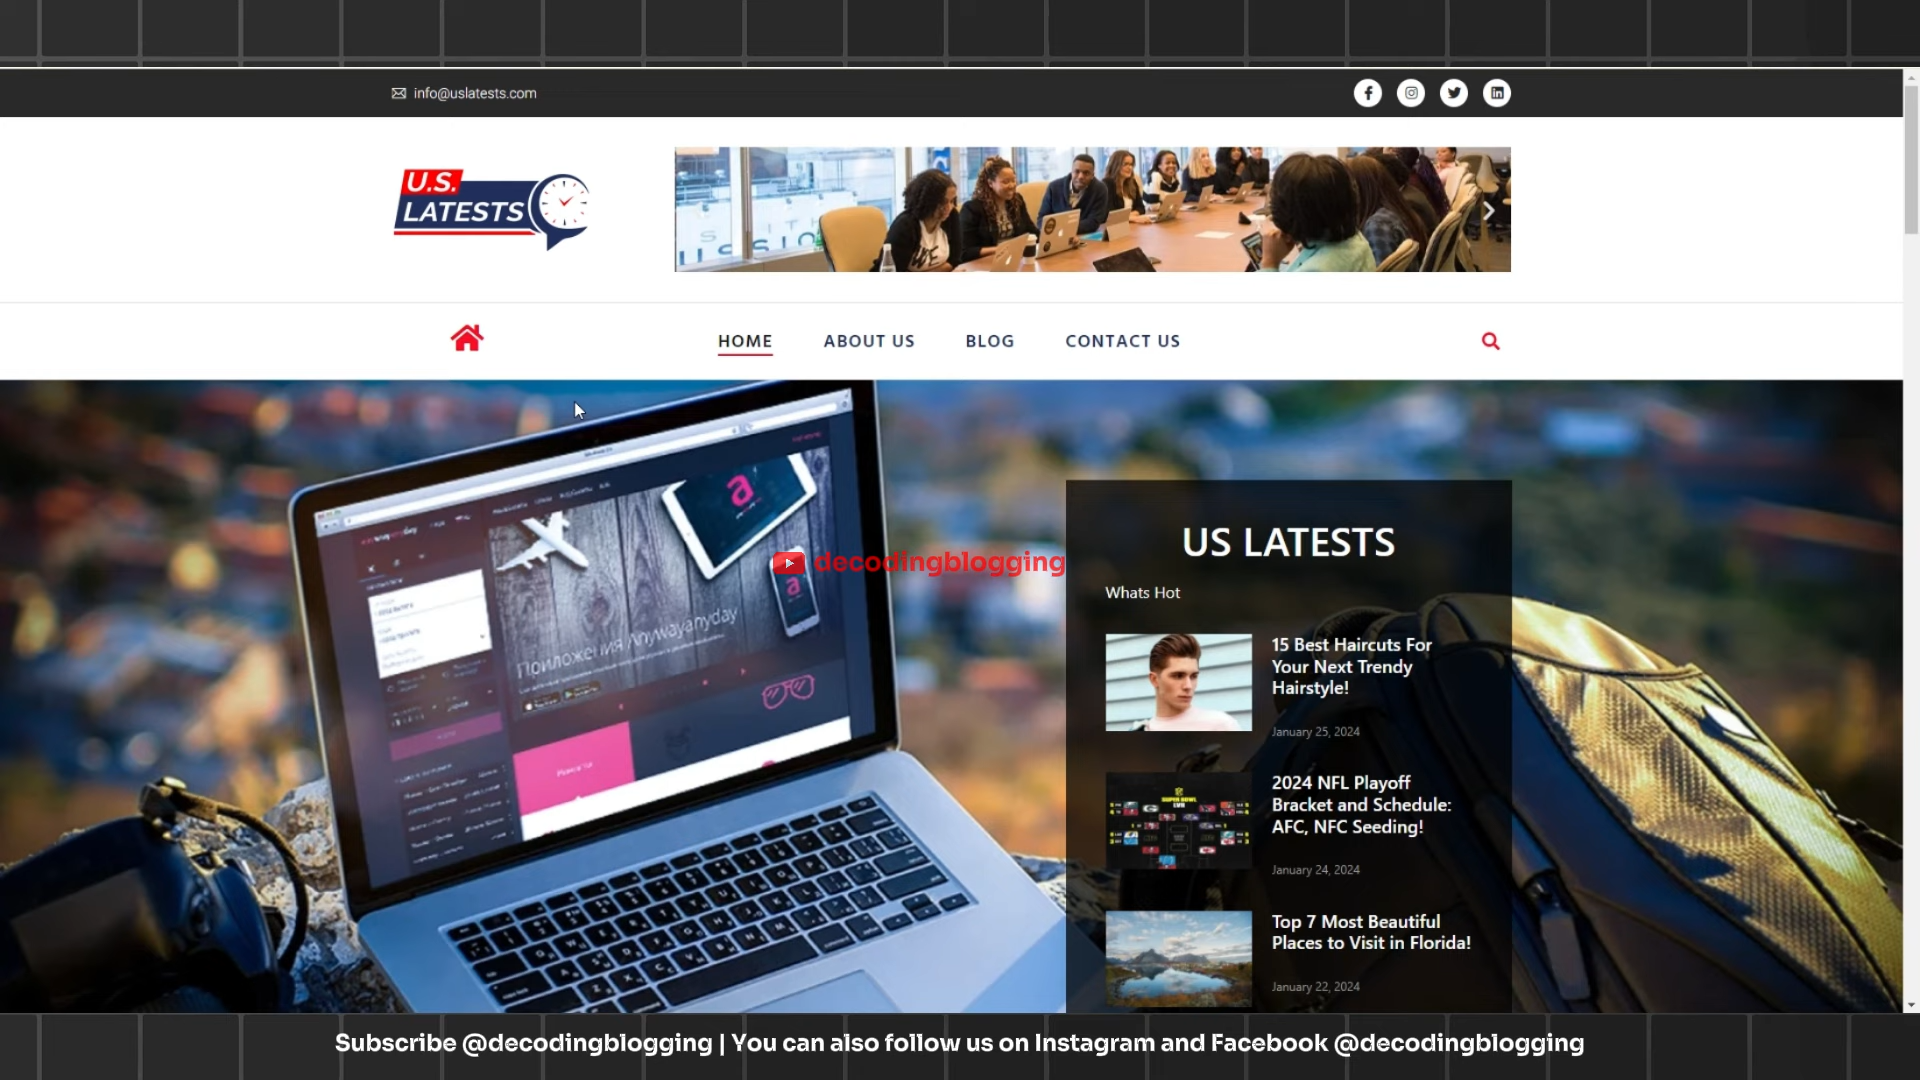 info@uslatests.com
U.S.
LATESTS
HOME
ABOUT US
BLOG
CONTACT US
Приложения Anywayanyday
decodingblogging
US LATESTS
Whats Hot
15 Best Haircuts For
Your Next Trendy
Hairstyle!
January 25, 2024
2024 NFL Playoff
Bracket and Schedule:
AFC, NFC Seeding!
January 24, 2024
Top 7 Most Beautiful
Places to Visit in Florida!
January 22, 2024
Subscribe @decodingblogging | You can also follow us on Instagram and Facebook @decodingblogging